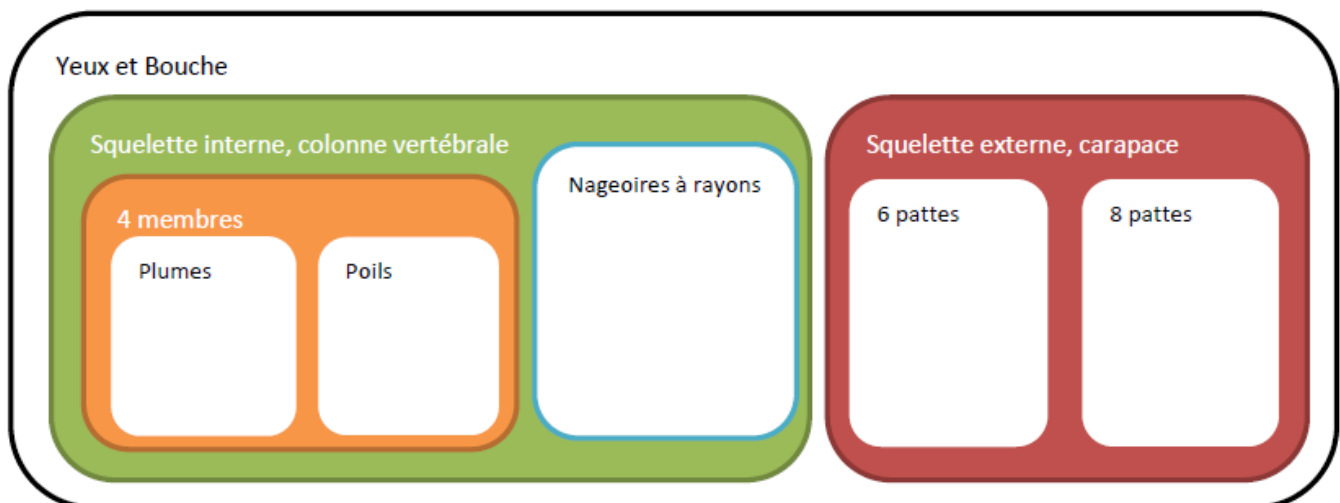 Yeux et Bouche
Squelette interne, colonne vertébrale
4 membres
Plumes
Poils
Nageoires à rayons
Squelette externe, carapace
6 pattes
8 pattes